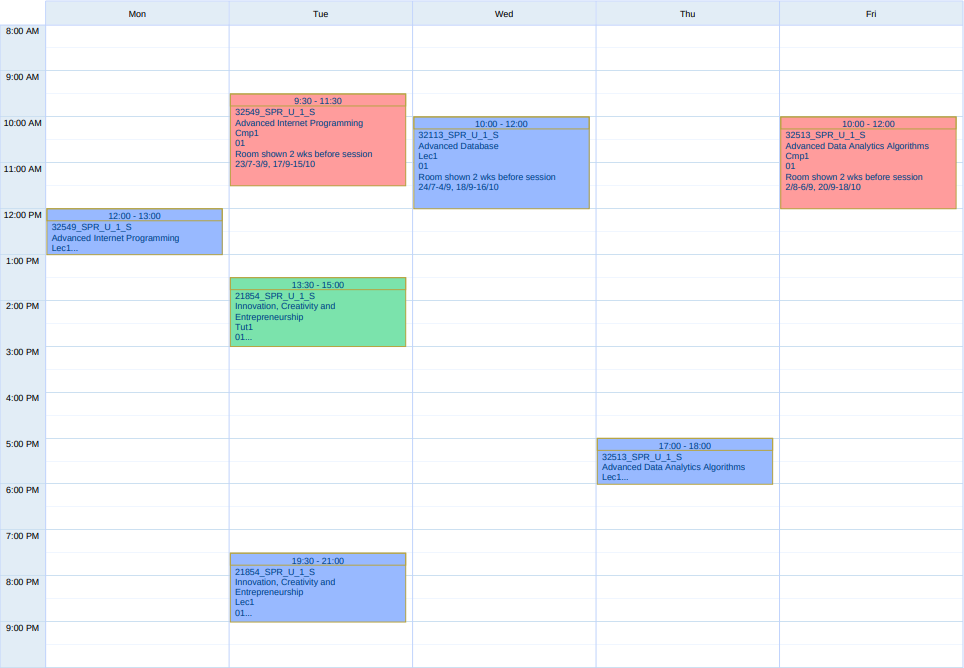 Mon
Tue
Wed
Thu
Fri
8:00 AM
9:00 AM
10:00 AM
11:00 AM
12:00 PM
1:00 PM
2:00 PM
3:00 PM
4:00 PM
5:00 PM
6:00 PM
7:00 PM
8:00 PM
9:00 PM
12:00 - 13:00
32549_SPR_U_1_S
Advanced Internet Programming
Lec1...
9:30 - 11:30
32549_SPR_U_1_S
Advanced Internet Programming
Cmp1
01
Room shown 2 wks before session
23/7-3/9, 17/9-15/10
13:30 - 15:00
21854_SPR_U_1_S
Innovation, Creativity and
Entrepreneurship
Tut1
01...
19:30 - 21:00
21854_SPR_U_1_S
Innovation, Creativity and
Entrepreneurship
Lec1
01...
10:00 - 12:00
32113_SPR_U_1_S
Advanced Database
Lec1
01
Room shown 2 wks before session
24/7-4/9, 18/9-16/10
17:00 - 18:00
32513_SPR_U_1_S
Advanced Data Analytics Algorithms
Lec1...
10:00 - 12:00
32513_SPR_U_1_S
Advanced Data Analytics Algorithms
Cmp1
01
Room shown 2 wks before session
2/8-6/9, 20/9-18/10